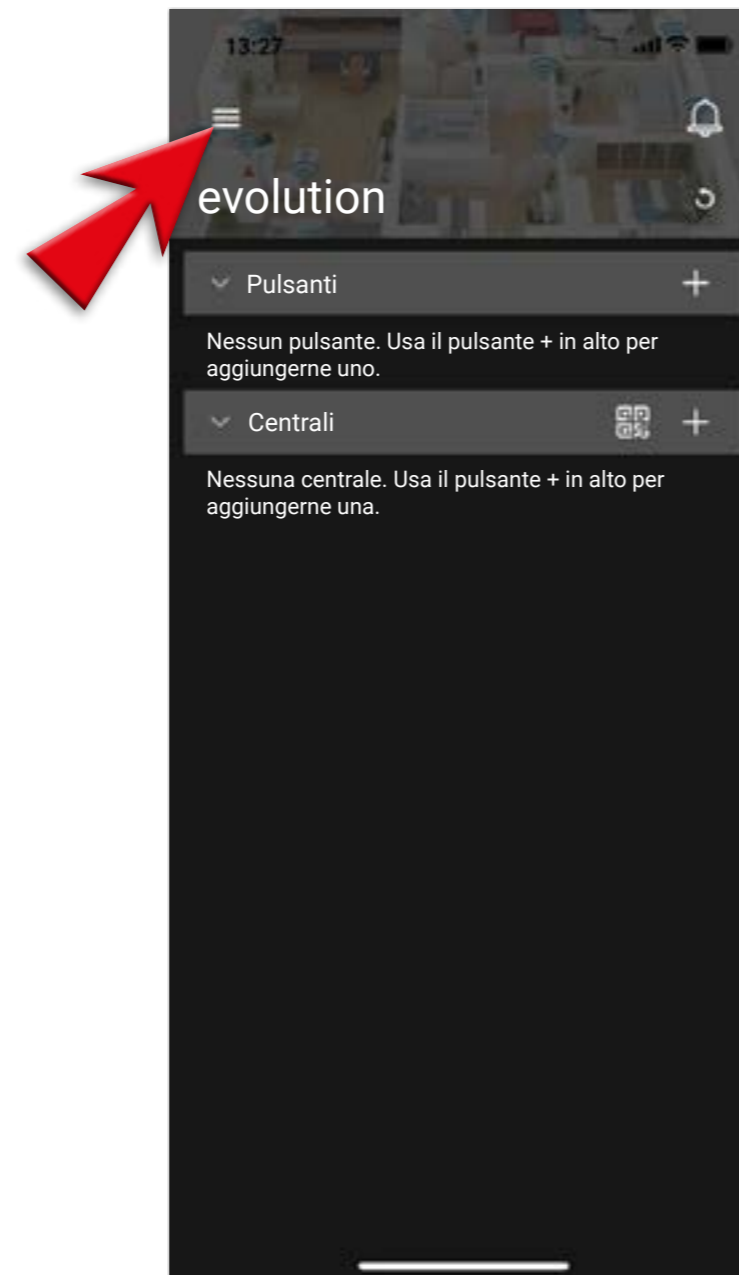 13:27
evolution
Pulsanti
Nessun pulsante. Usa il pulsante + in alto per
aggiungerne uno.
Centrali
Nessuna centrale. Usa il pulsante + in alto per
aggiungerne una.